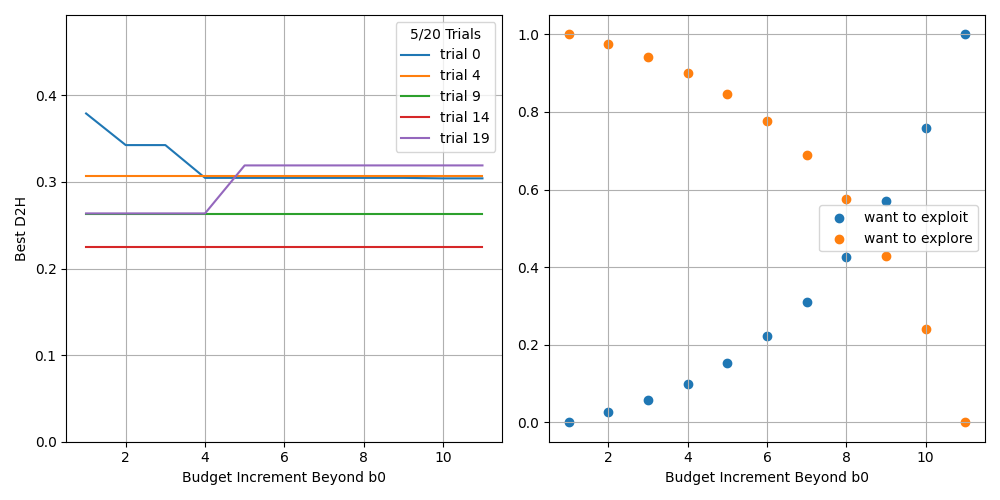 5/20 Trials
trial 0
trial 4
trial 9
trial 14
trial 19
0.4
0.3
0.2
0.1
0.0
Best D2H
2 4 6 8 10
Budget Increment Beyond b0
1.0
0.8
0.6
0.4
0.2
0.0
want to exploit
want to explore
2 4 6 8 10
Budget Increment Beyond b0